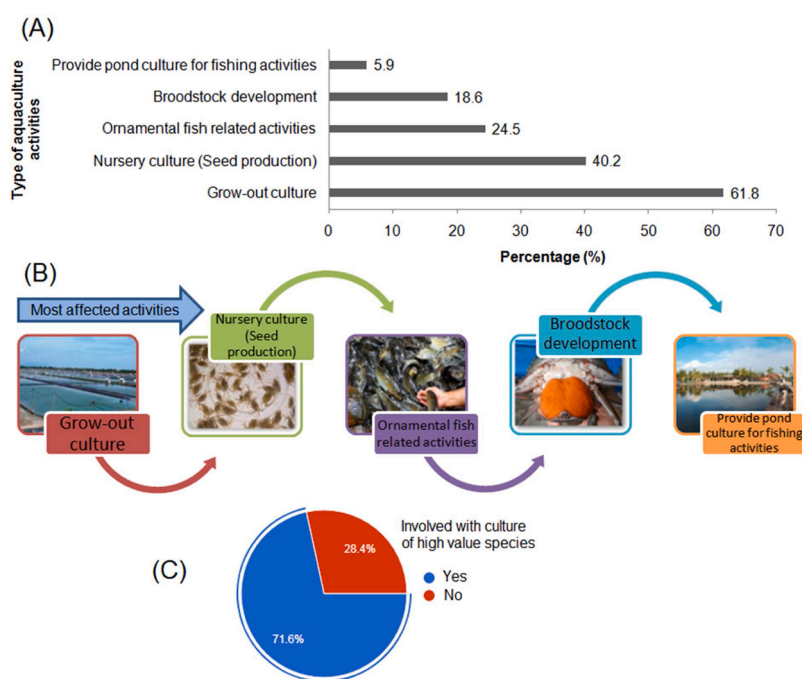 (A)
Type of aquaculture
activities
Provide pond culture for fishing activities
5.9
Broodstock development
18.6
Ornamental fish related activities
24.5
Nursery culture (Seed production)
40.2
Grow-out culture
61.8
0 10 20 30 40 50 60 70
Percentage (%)
(B)
Most affected activities
Grow-out
culture
Nursery culture
(Seed
production)
Ornamental fish
related activities
Broodstock
development
Provide pond
culture for fishing
activities
(C)
28.4%
71.6%
Involved with culture
of high value species
Yes
No